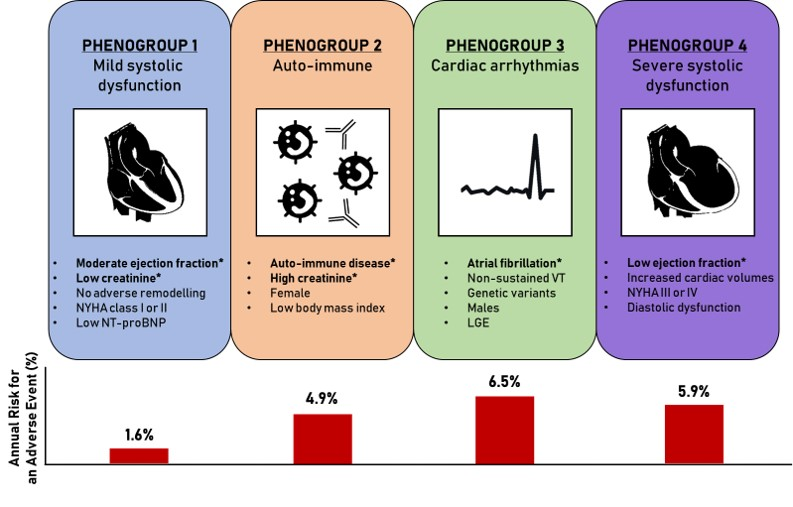 PHENOGROUP 1
Mild systolic
dysfunction
• Moderate ejection fraction*
• Low creatinine*
• No adverse remodelling
• NYHA class I or II
• Low NT-proBNP
PHENOGROUP 2
Auto-immune
• Auto-immune disease*
• High creatinine*
• Female
• Low body mass index
PHENOGROUP 3
Cardiac arrhythmias
• Atrial fibrillation*
• Non-sustained VT
• Genetic variants
• Males
• LGE
PHENOGROUP 4
Severe systolic
dysfunction
• Low ejection fraction*
• Increased cardiac volumes
• NYHA III or IV
• Diastolic dysfunction
Annual Risk for
an Adverse Event (%)
1.6%
4.9%
6.5%
5.9%